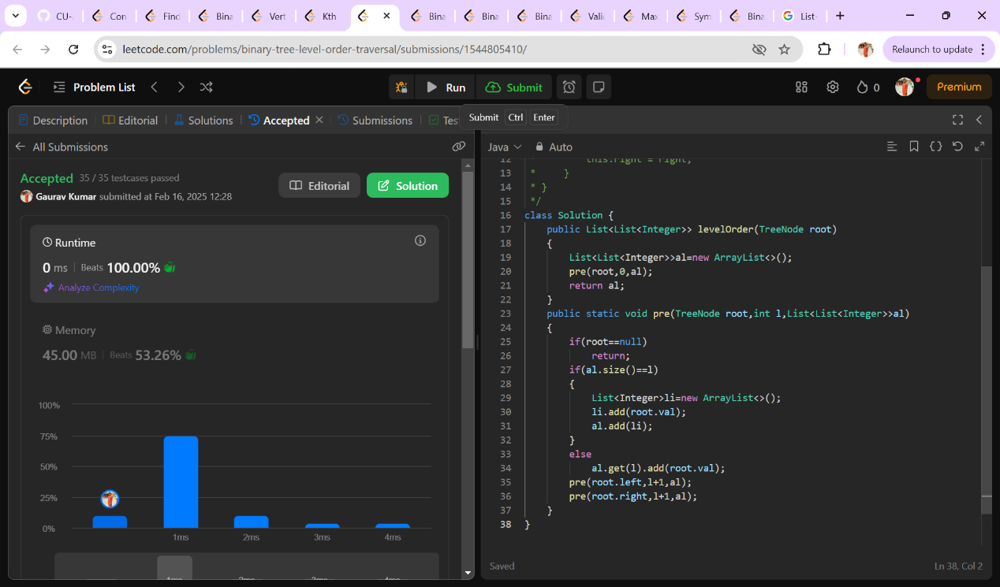 CU-
Con
Find
Bina
Vert
Kth
Bina
Bina
Bina
Valid
Max
Sym
Bina
List-
leetcode.com/problems/binary-tree-level-order-traversal/submissions/1544805410/
Relaunch to update
Problem List
Run
Submit
0
Premium
Description
Editorial
Solutions
Accepted
Submissions
Submit Ctrl Enter
All Submissions
Accepted 35 / 35 testcases passed
Gaurav Kumar submitted at Feb 16, 2025 12:28
Editorial
Solution
Runtime
0 ms | Beats 100.00%
Analyze Complexity
Memory
45.00 MB | Beats 53.26%
100%
75%
50%
25%
0%
1ms 2ms 3ms 4ms
1ms 2ms 3ms 4ms
Java
Auto
12 this.right = right;
13 * }
14 * }
15 */
16 class Solution {
17 public List<List<Integer>> levelOrder(TreeNode root)
18 {
19 List<List<Integer>>al=new ArrayList<>();
20 pre(root,0,al);
21 return al;
22 }
23 public static void pre(TreeNode root,int l,List<List<Integer>>al)
24 {
25 if(root==null)
26 return;
27 if(al.size()==l)
28 {
29 List<Integer>li=new ArrayList<>();
30 li.add(root.val);
31 al.add(li);
32 }
33 else
34 al.get(l).add(root.val);
35 pre(root.left,l+1,al);
36 pre(root.right,l+1,al);
37 }
38 }
Saved
Ln 38, Col 2